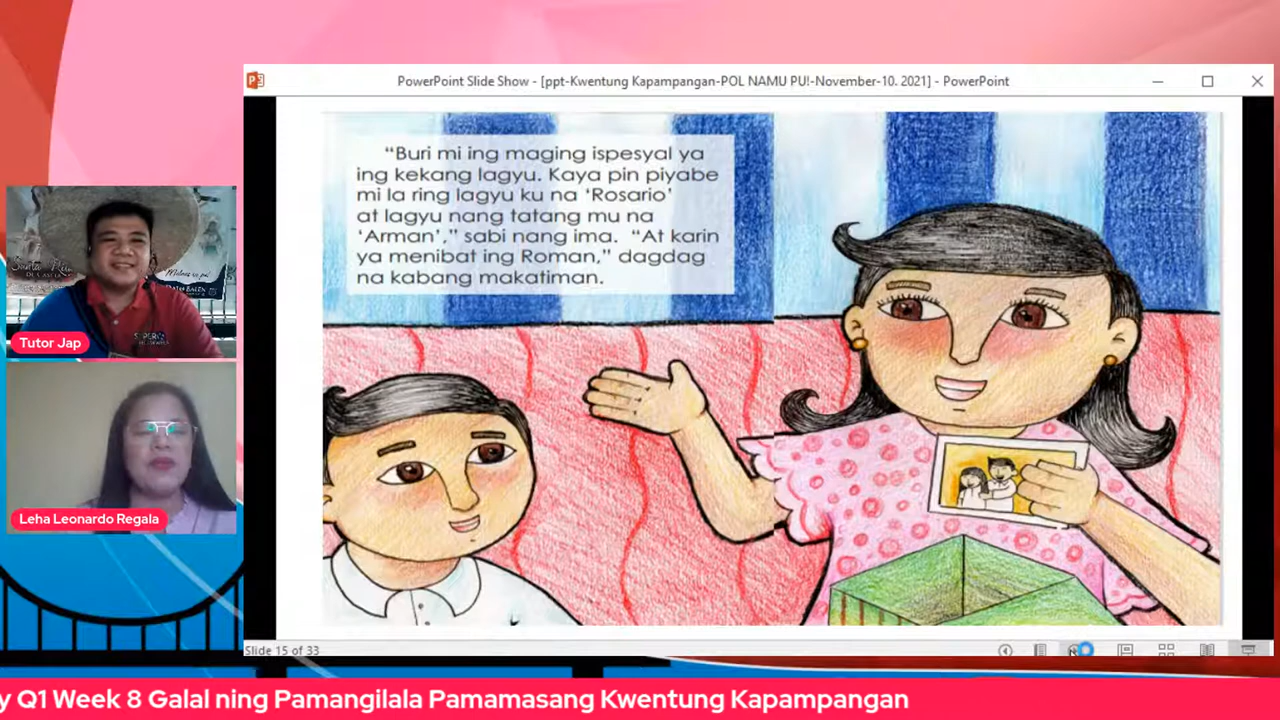 PowerPoint Slide Show - [ppt-Kwentung Kapampangan-POL NAMU PU!-November-10. 2021] - PowerPoint
“Buri mi ing maging ispesyal ya
ing kekang lagyu. Kaya pin piyabe
mi la ring lagyu ku na ‘Rosario’
at lagyu nang tatang mu na
‘Arman’,” sabi nang ima. “At karin
ya menibat ing Roman,” dagdag
na kabang makatiman.
Tutor Jap
Leha Leonardo Regala
Slide 15 of 33
y Q1 Week 8 Galal ning Pamangilala Pamamasang Kwentung Kapampangan